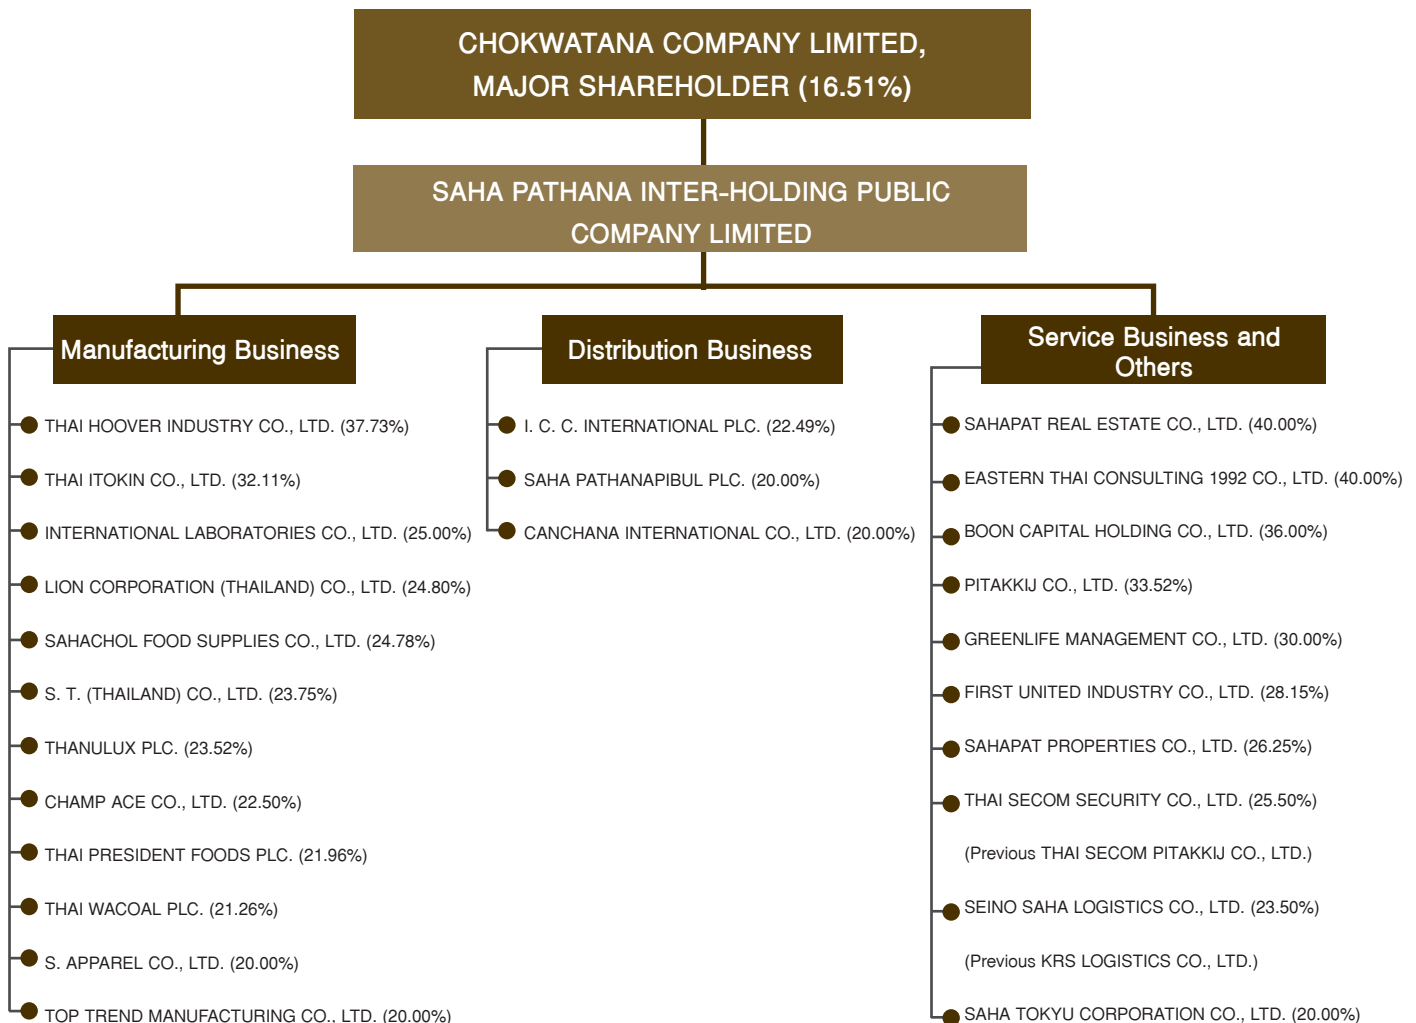 CHOKWATANA COMPANY LIMITED,
MAJOR SHAREHOLDER (16.51%)
SAHA PATHANA INTER-HOLDING PUBLIC
COMPANY LIMITED
Manufacturing Business
THAI HOOVER INDUSTRY CO., LTD. (37.73%)
THAI ITOKIN CO., LTD. (32.11%)
INTERNATIONAL LABORATORIES CO., LTD. (25.00%)
LION CORPORATION (THAILAND) CO., LTD. (24.80%)
SAHACHOL FOOD SUPPLIES CO., LTD. (24.78%)
S. T. (THAILAND) CO., LTD. (23.75%)
THANULUX PLC. (23.52%)
CHAMP ACE CO., LTD. (22.50%)
THAI PRESIDENT FOODS PLC. (21.96%)
THAI WACOAL PLC. (21.26%)
S. APPAREL CO., LTD. (20.00%)
TOP TREND MANUFACTURING CO., LTD. (20.00%)
Distribution Business
I. C. C. INTERNATIONAL PLC. (22.49%)
SAHA PATHANAPIBUL PLC. (20.00%)
CANCHANA INTERNATIONAL CO., LTD. (20.00%)
Service Business and
Others
SAHAPAT REAL ESTATE CO., LTD. (40.00%)
EASTERN THAI CONSULTING 1992 CO., LTD. (40.00%)
BOON CAPITAL HOLDING CO., LTD. (36.00%)
PITAKKIJ CO., LTD. (33.52%)
GREENLIFE MANAGEMENT CO., LTD. (30.00%)
FIRST UNITED INDUSTRY CO., LTD. (28.15%)
SAHAPAT PROPERTIES CO., LTD. (26.25%)
THAI SECOM SECURITY CO., LTD. (25.50%)
(Previous THAI SECOM PITAKKIJ CO., LTD.)
SEINO SAHA LOGISTICS CO., LTD. (23.50%)
(Previous KRS LOGISTICS CO., LTD.)
SAHA TOKYU CORPORATION CO., LTD. (20.00%)